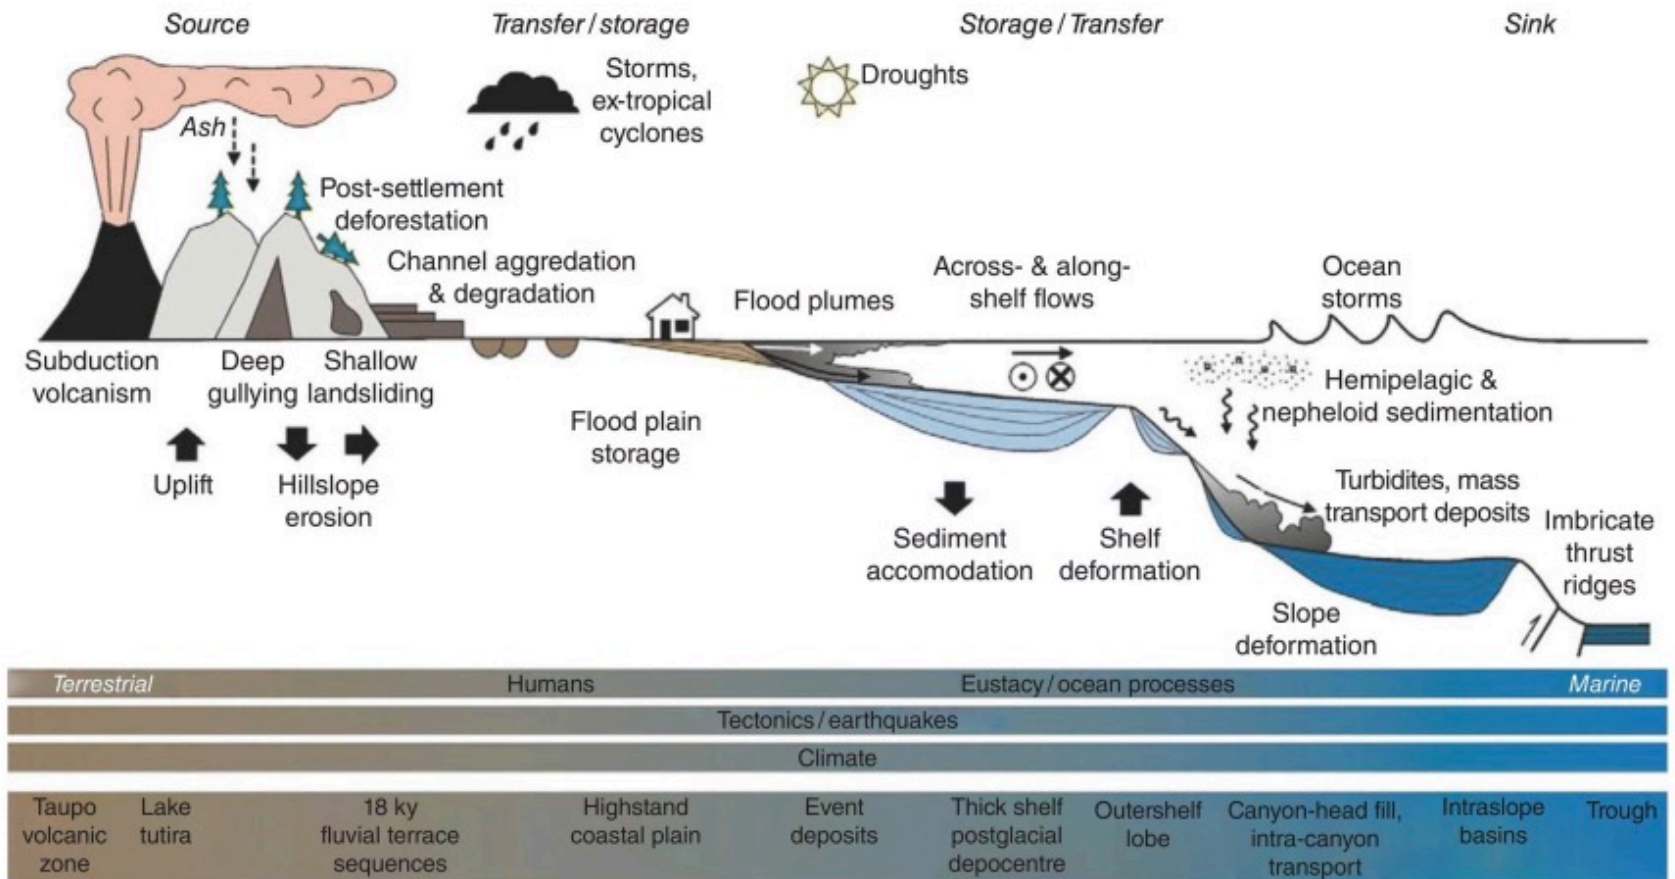 Source
Transfer/storage
Storage/Transfer
Sink
Storms,
ex-tropical
cyclones
Droughts
Ash
Post-settlement
deforestation
Channel aggredation
& degradation
Flood plumes
Across- & along-
shelf flows
Ocean
storms
Subduction
volcanism
Deep
gullying
Shallow
landsliding
Flood plain
storage
Hemipelagic &
nepheloid sedimentation
Uplift
Hillslope
erosion
Sediment
accomodation
Shelf
deformation
Turbidites, mass
transport deposits
Imbricate
thrust
ridges
Slope
deformation
Terrestrial
Humans
Eustacy/ocean processes
Marine
Tectonics/earthquakes
Climate
Taupo
volcanic
zone
Lake
tutira
18 ky
fluvial terrace
sequences
Highstand
coastal plain
Event
deposits
Thick shelf
postglacial
depocentre
Outershelf
lobe
Canyon-head fill,
intra-canyon
transport
Intraslope
basins
Trough